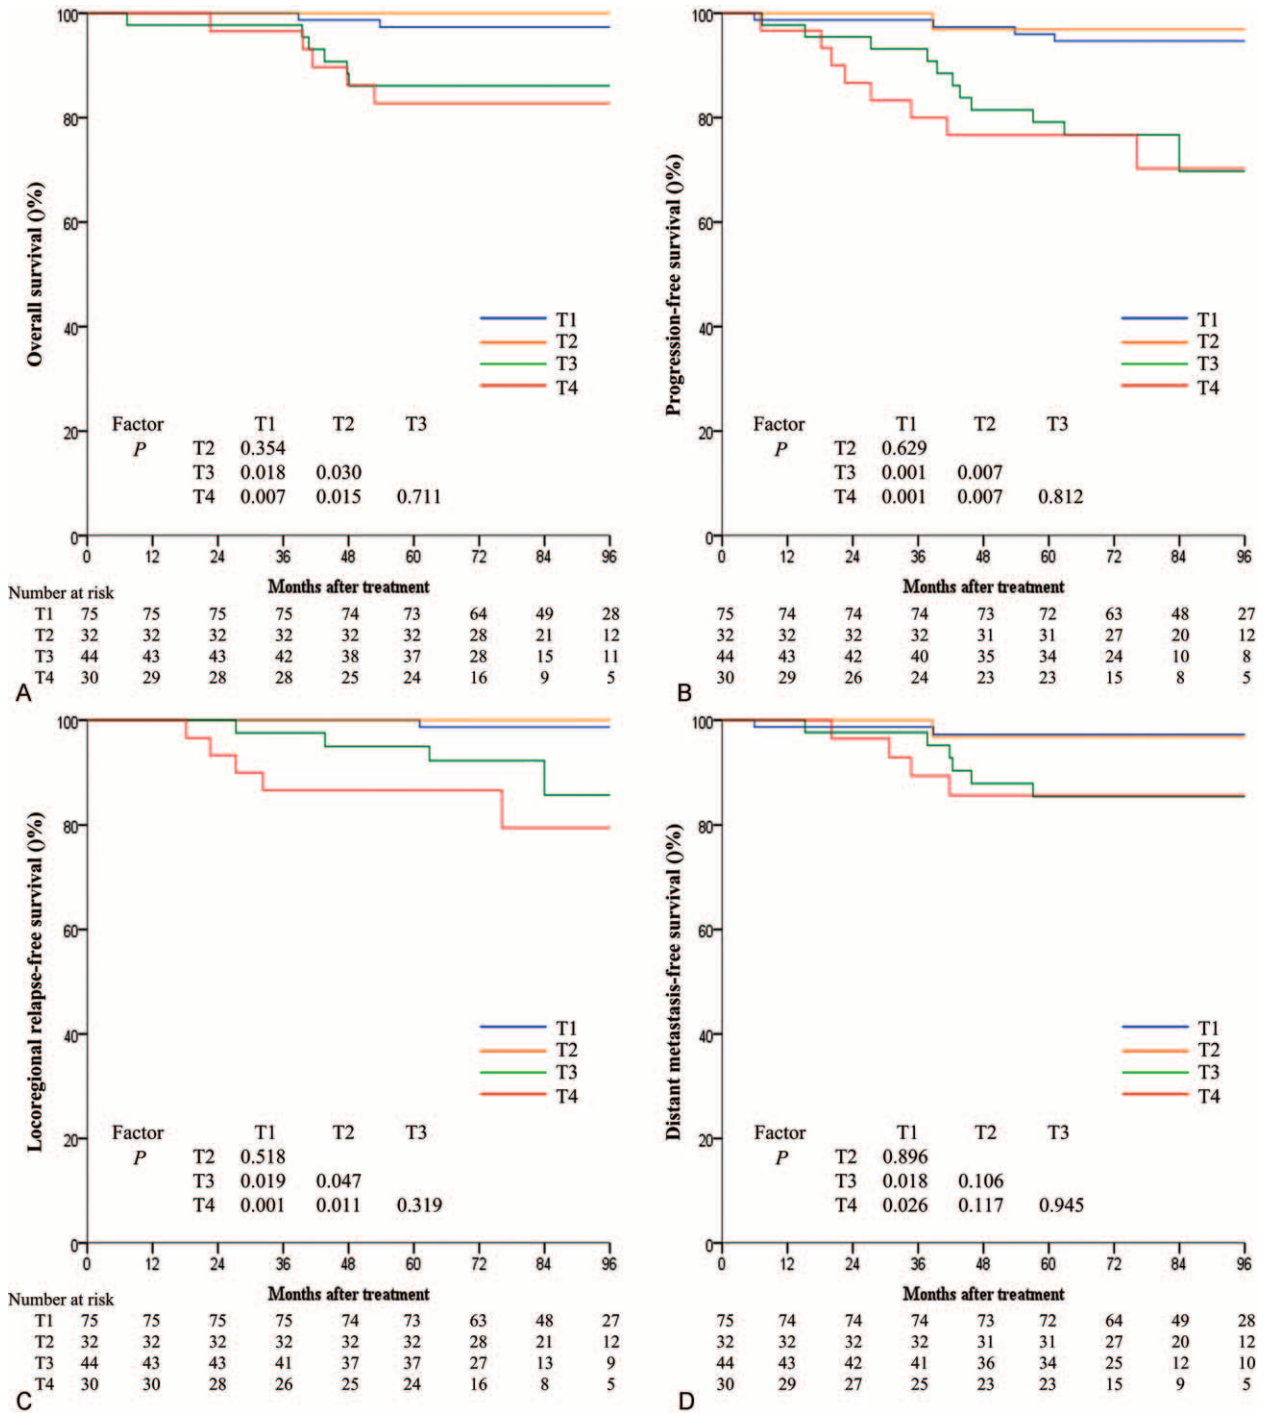 100
80
60
40
20
0
Overall survival ()%)
T1
T2
T3
T4
Factor T1 T2 T3
P T2 0.354
T3 0.018 0.030
T4 0.007 0.015 0.711
0 12 24 36 48 60 72 84 96
Months after treatment
Number at risk
T1 75 75 75 75 74 73 64 49 28
T2 32 32 32 32 32 32 28 21 12
T3 44 43 43 42 38 37 28 15 11
T4 30 29 28 28 25 24 16 9 5
A
100
80
60
40
20
0
Progression-free survival ()%)
T1
T2
T3
T4
Factor T1 T2 T3
P T2 0.629
T3 0.001 0.007
T4 0.001 0.007 0.812
0 12 24 36 48 60 72 84 96
Months after treatment
75 74 74 74 73 72 63 48 27
32 32 32 32 31 31 27 20 12
44 43 42 40 35 34 24 10 8
30 29 26 24 23 23 15 8 5
B
100
80
60
40
20
0
Locoregional relapse-free survival ()%)
T1
T2
T3
T4
Factor T1 T2 T3
P T2 0.518
T3 0.019 0.047
T4 0.001 0.011 0.319
0 12 24 36 48 60 72 84 96
Months after treatment
Number at risk
T1 75 75 75 75 74 73 63 48 27
T2 32 32 32 32 32 32 28 21 12
T3 44 43 43 41 37 37 27 13 9
T4 30 30 28 26 25 24 16 8 5
C
100
80
60
40
20
0
Distant metastasis-free survival ()%)
T1
T2
T3
T4
Factor T1 T2 T3
P T2 0.896
T3 0.018 0.106
T4 0.026 0.117 0.945
0 12 24 36 48 60 72 84 96
Months after treatment
75 74 74 74 73 72 64 49 28
32 32 32 32 31 31 27 20 12
44 43 42 41 36 34 25 12 10
30 29 27 25 23 23 15 9 5
D